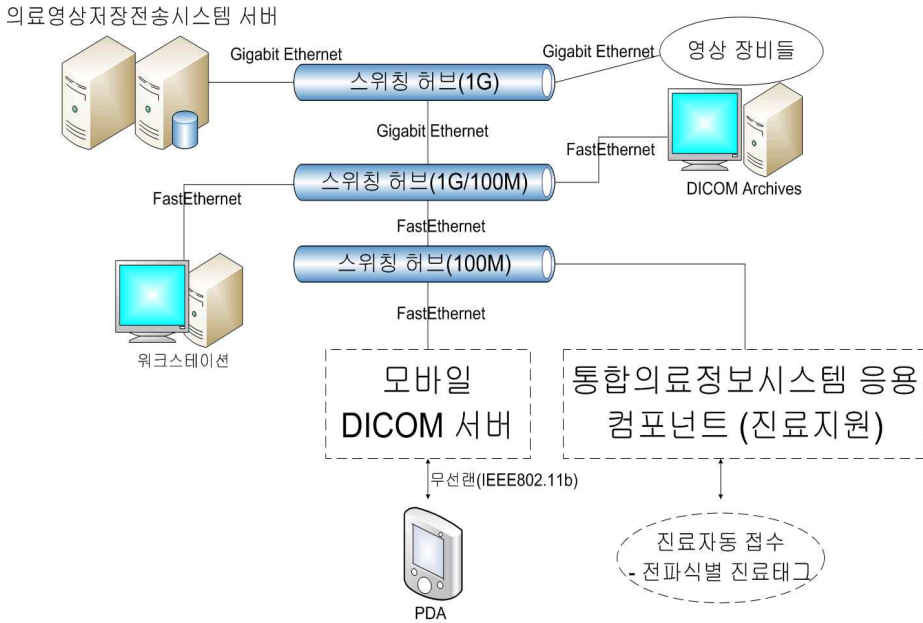 의료영상저장전송시스템 서버
Gigabit Ethernet
Gigabit Ethernet
영상 장비들
스위칭 허브(1G)
Gigabit Ethernet
FastEthernet
스위칭 허브(1G/100M)
DICOM Archives
FastEthernet
FastEthernet
스위칭 허브(100M)
FastEthernet
워크스테이션
모바일
DICOM 서버
통합의료정보시스템 응용
컴포넌트 (진료지원)
무선랜(IEEE802.11b)
진료자동 접수
- 전파식별 진료태그
PDA